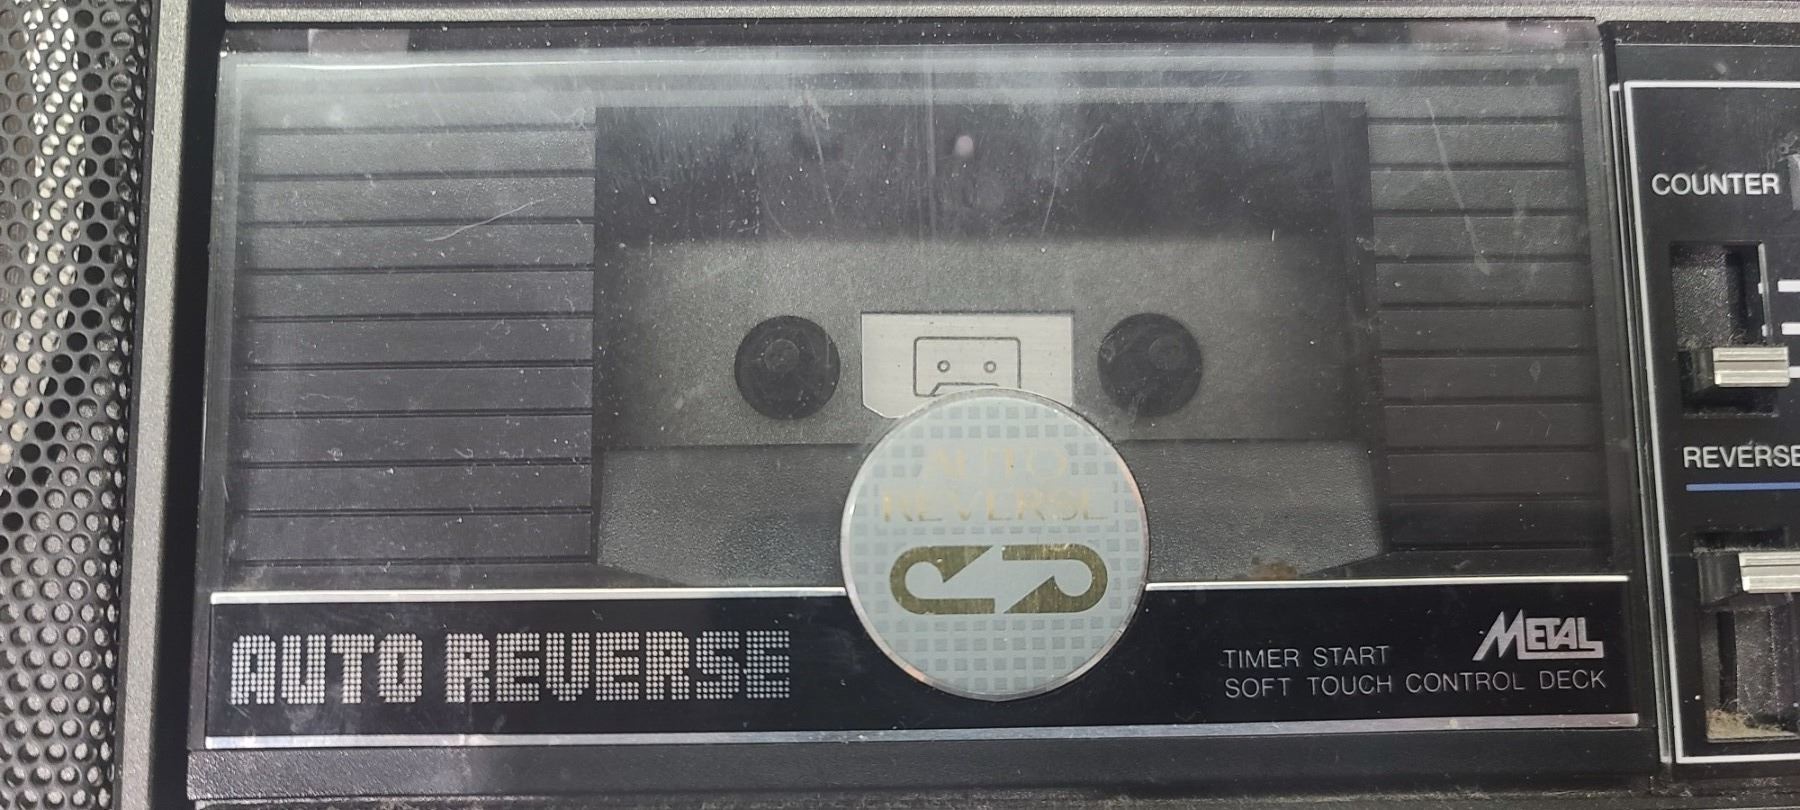 COUNTER
REVERSE
AUTO
REVERSE
AUTO REVERSE
METAL
TIMER START
SOFT TOUCH CONTROL DECK